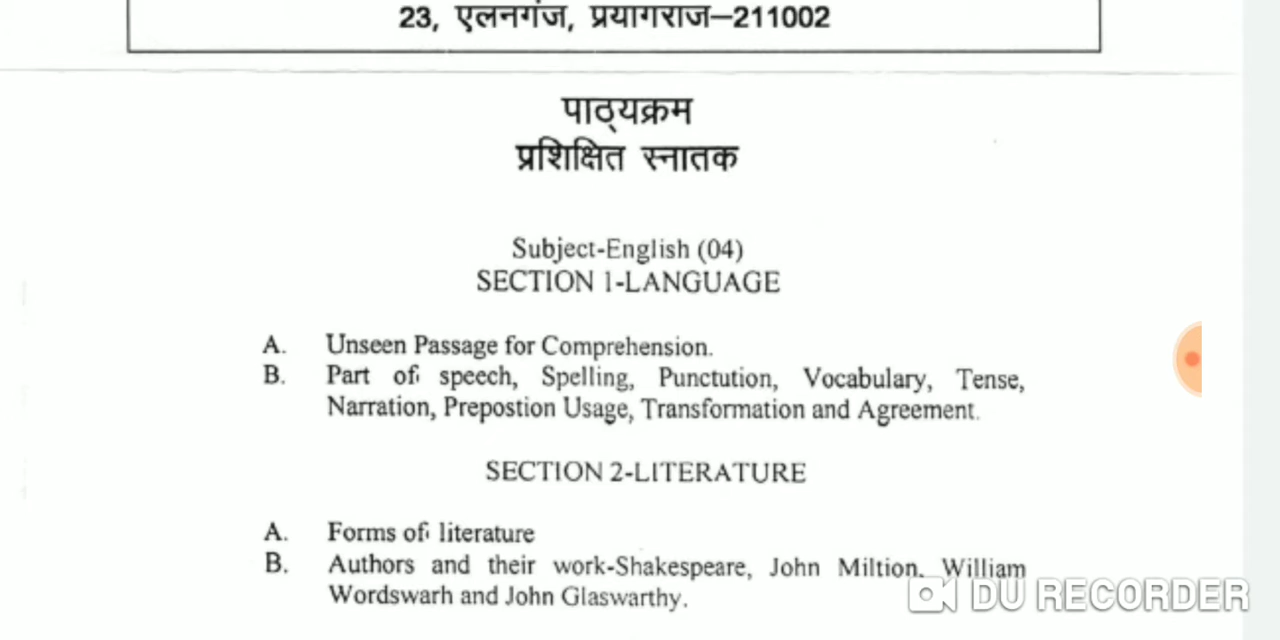 23, एलनगंज, प्रयागराज–211002
पाठ्यक्रम
प्रशिक्षित स्नातक
Subject-English (04)
SECTION 1-LANGUAGE
A. Unseen Passage for Comprehension.
B. Part of speech, Spelling, Punctution, Vocabulary, Tense,
Narration, Prepostion Usage, Transformation and Agreement.
SECTION 2-LITERATURE
A. Forms of literature
B. Authors and their work-Shakespeare, John Miltion, William
Wordswarh and John Glaswarthy.
DU RECORDER